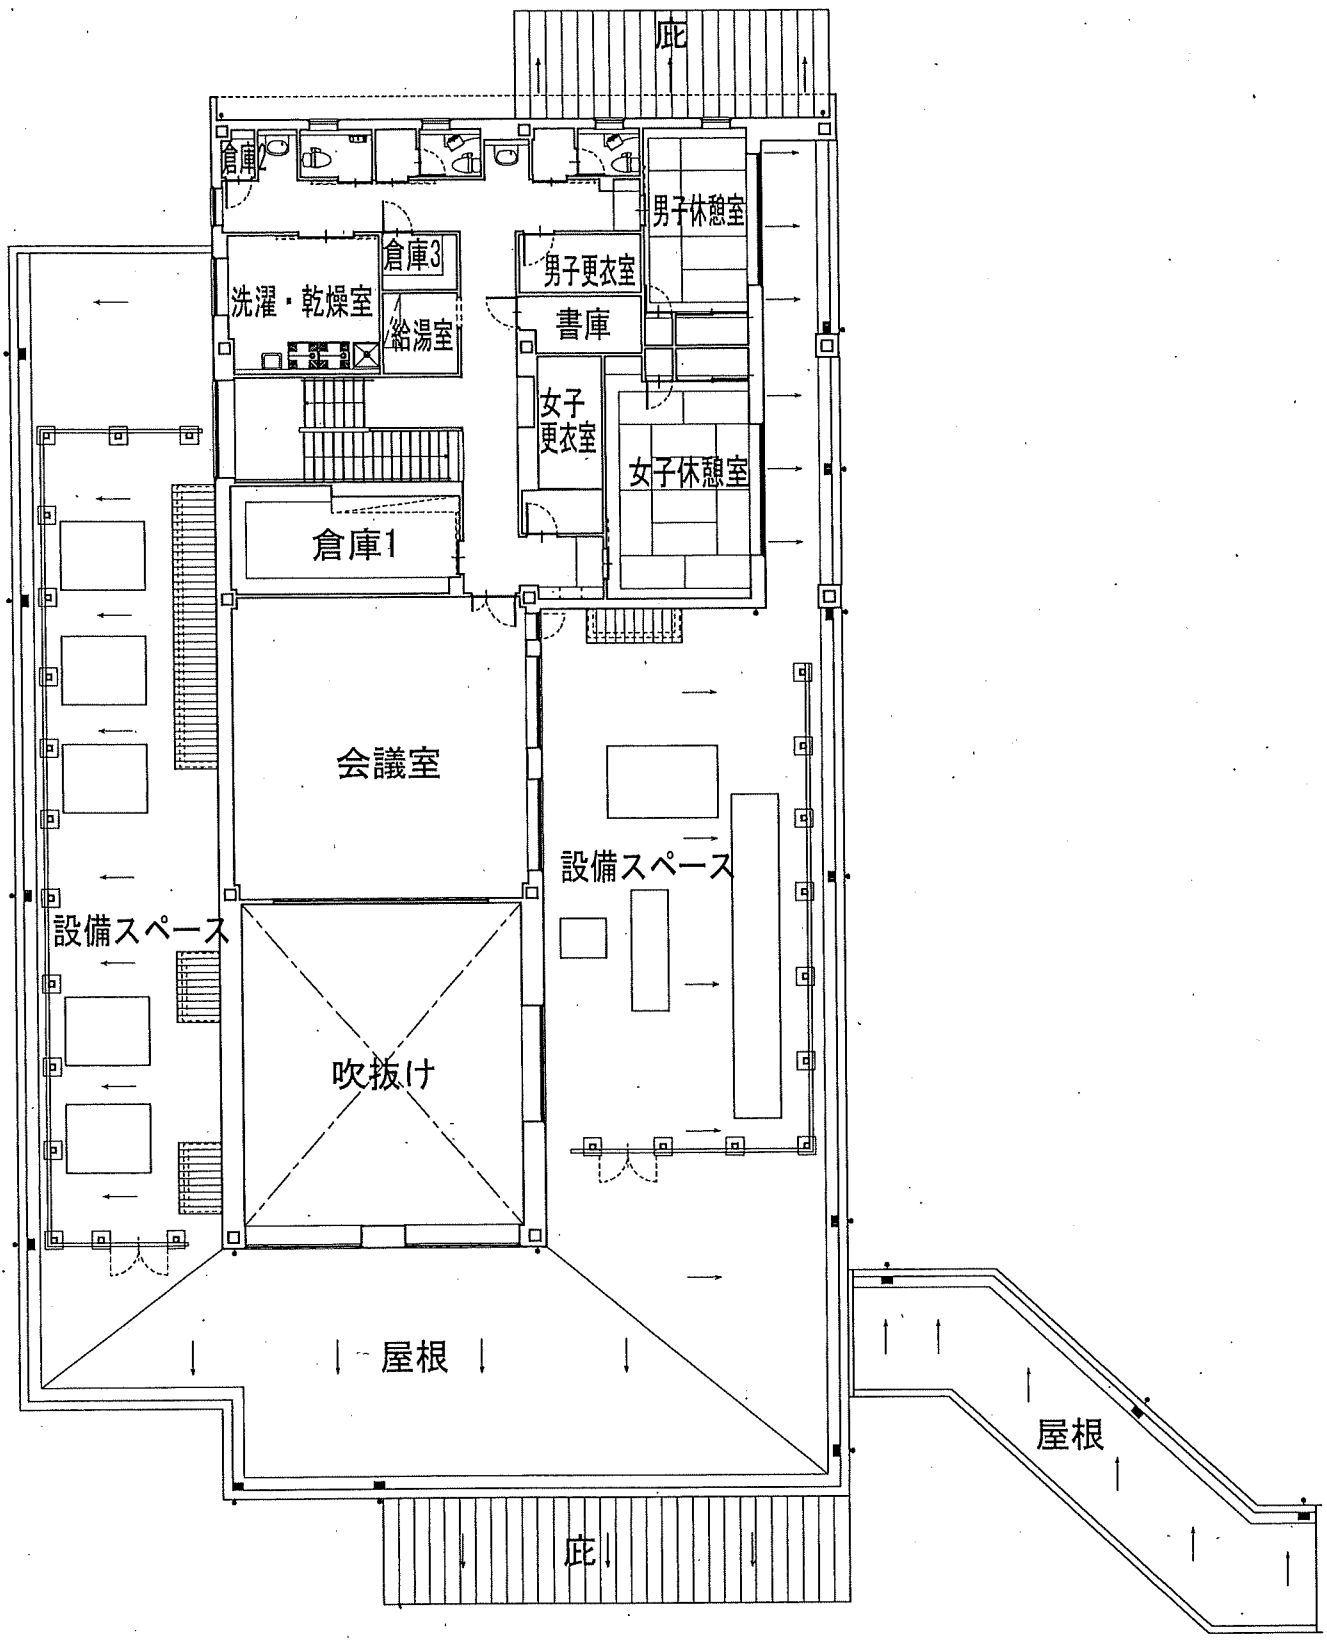 庇
倉庫2
男子休憩室
倉庫3
男子更衣室
洗濯・乾燥室
給湯室
書庫
女子
更衣室
女子休憩室
倉庫1
会議室
設備スペース
設備スペース
吹抜け
屋根
屋根
庇